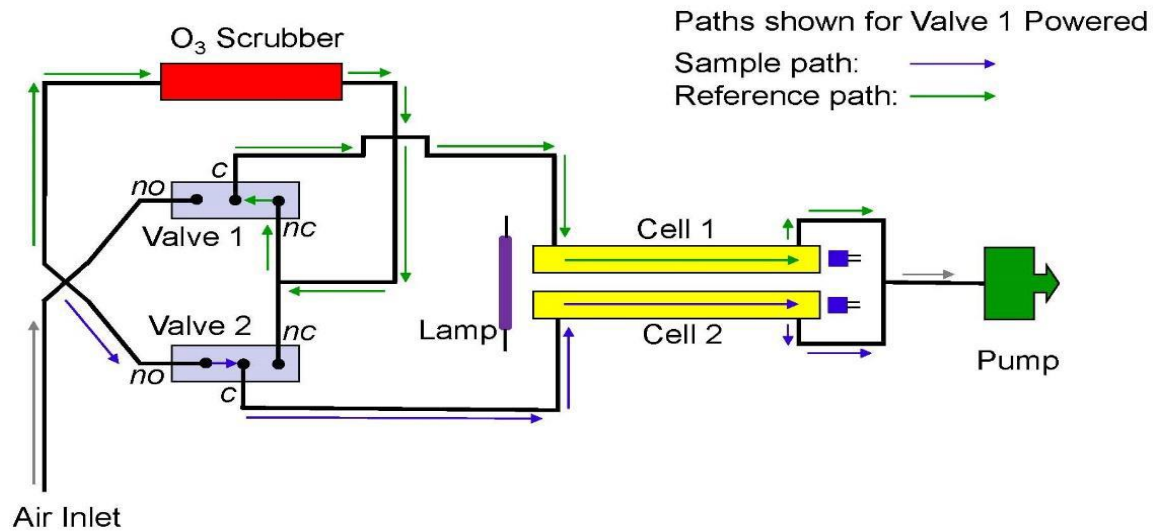 Paths shown for Valve 1 Powered
Sample path:
Reference path:
O₃ Scrubber
c
no
nc
Valve 1
Cell 1
Valve 2
nc
no
c
Lamp
Cell 2
Pump
Air Inlet